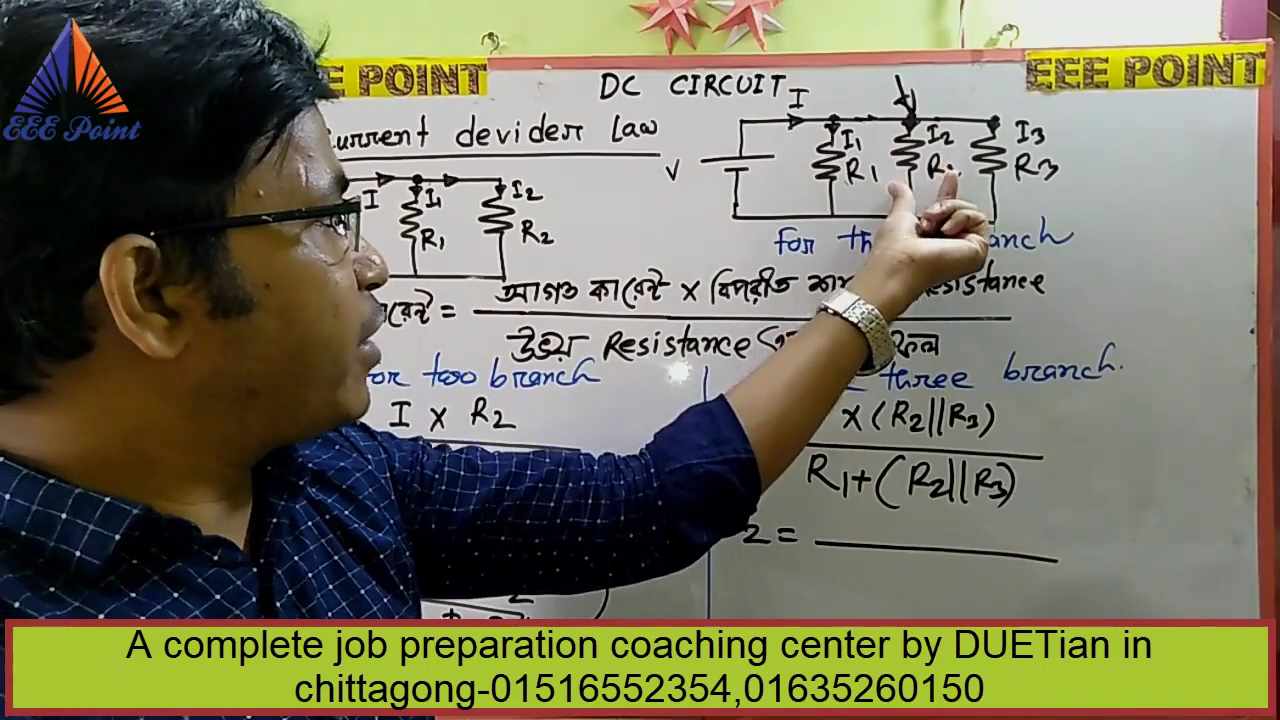 EEE Point
E POINT
EEE POINT
DC CIRCUIT
Current devider Law
I
I1
R1
I2
R2
V
I
I1
R1
I2
R
I3
R3
for th anch
আগত কারেন্ট x বিপরীত esistance
রেন্ট =
উভয় Resistance ফল
or two branch
three branch.
I x R2
x (R2||R3)
R1+(R2||R3)
2 =
A complete job preparation coaching center by DUETian in
chittagong-01516552354,01635260150